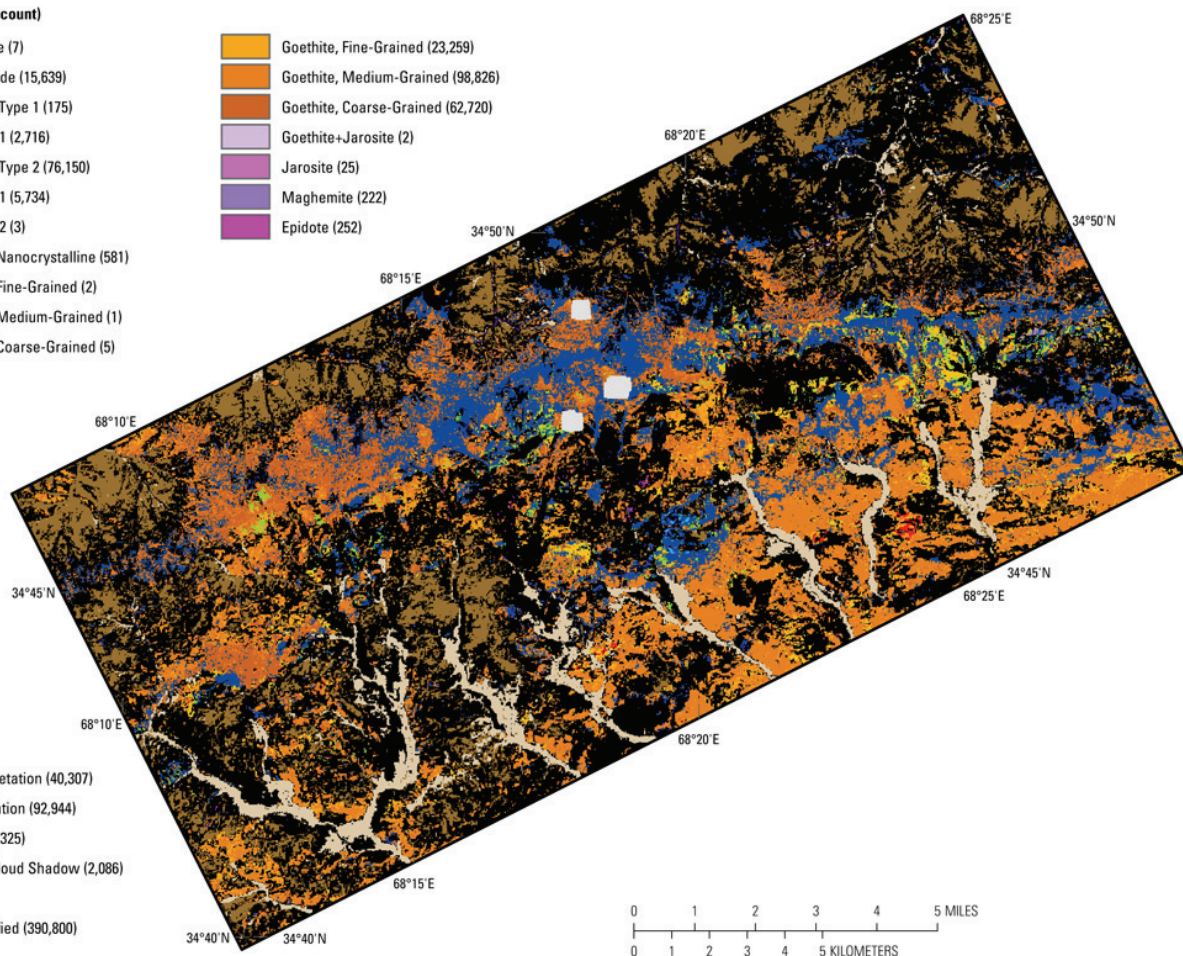 count)
e (7)
de (15,639)
Type 1 (175)
1 (2,716)
Type 2 (76,150)
1 (5,734)
2 (3)
Nanocrystalline (581)
Fine-Grained (2)
Medium-Grained (1)
Coarse-Grained (5)
Goethite, Fine-Grained (23,259)
Goethite, Medium-Grained (98,826)
Goethite, Coarse-Grained (62,720)
Goethite+Jarosite (2)
Jarosite (25)
Maghemite (222)
Epidote (252)
68°25'E
68°20'E
34°50'N
34°50'N
68°15'E
68°10'E
34°45'N
34°45'N
68°25'E
68°10'E
68°20'E
etation (40,307)
tion (92,944)
325)
loud Shadow (2,086)
ied (390,800)
68°15'E
34°40'N
34°40'N
0 1 2 3 4 5 MILES
0 1 2 3 4 5 KILOMETERS